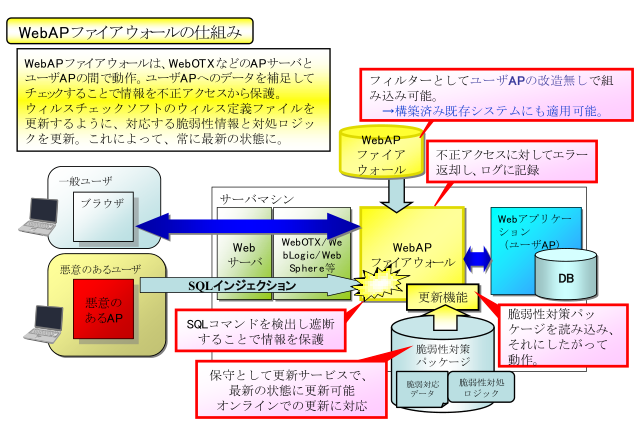 WebAPファイアウォールの仕組み
WebAPファイアウォールは、WebOTXなどのAPサーバと
ユーザAPの間で動作。ユーザAPへのデータを補足して
チェックすることで情報を不正アクセスから保護。
ウィルスチェックソフトのウィルス定義ファイルを
更新するように、対応する脆弱性情報と対処ロジッ
クを更新。これによって、常に最新の状態に。
フィルターとしてユーザAPの改造無しで組
み込み可能。
→構築済み既存システムにも適用可能。
WebAP
ファイア
ウォール
不正アクセスに対してエラー
返却し、ログに記録
一般ユーザ
ブラウザ
サーバマシン
Web
サーバ
WebOTX/We
bLogic/Web
Sphere等
WebAP
ファイアウォール
Webアプリケー
ション
(ユーザAP)
DB
悪意のあるユーザ
悪意の
あるAP
SQLインジェクション
更新機能
SQLコマンドを検出し遮断
することで情報を保護
脆弱性対策パッ
ケージを読み込み、
それにしたがって
動作。
脆弱性対策
パッケージ
保守として更新サービスで、
最新の状態に更新可能
オンラインでの更新に対応
脆弱対応
データ
脆弱性対処
ロジック